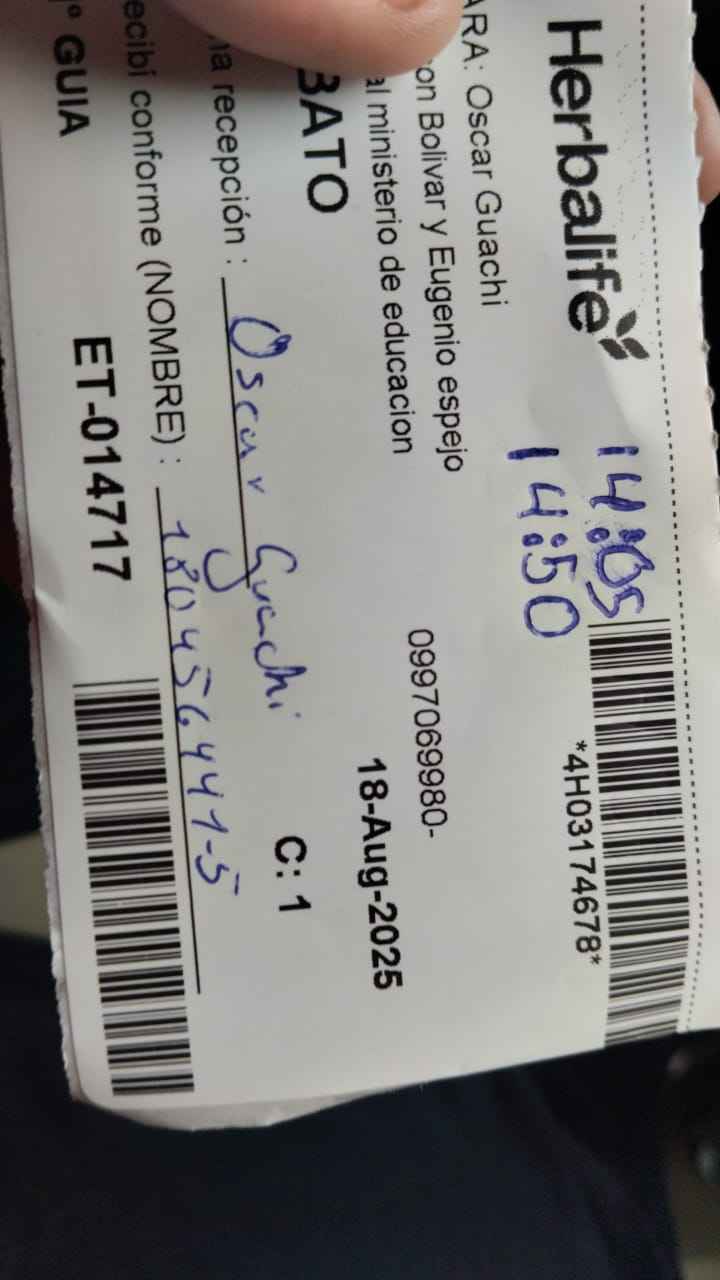 Herbalife
14:05
14:50
*4H03174678*
ARA: Oscar Guachi
on Bolivar y Eugenio espejo
0997069980-
al ministerio de educacion
18-Aug-2025
BATO
C: 1
na recepción : Oscar Guachi
ecibi conforme (NOMBRE) : 180456441-5
º GUIA
ET-014717